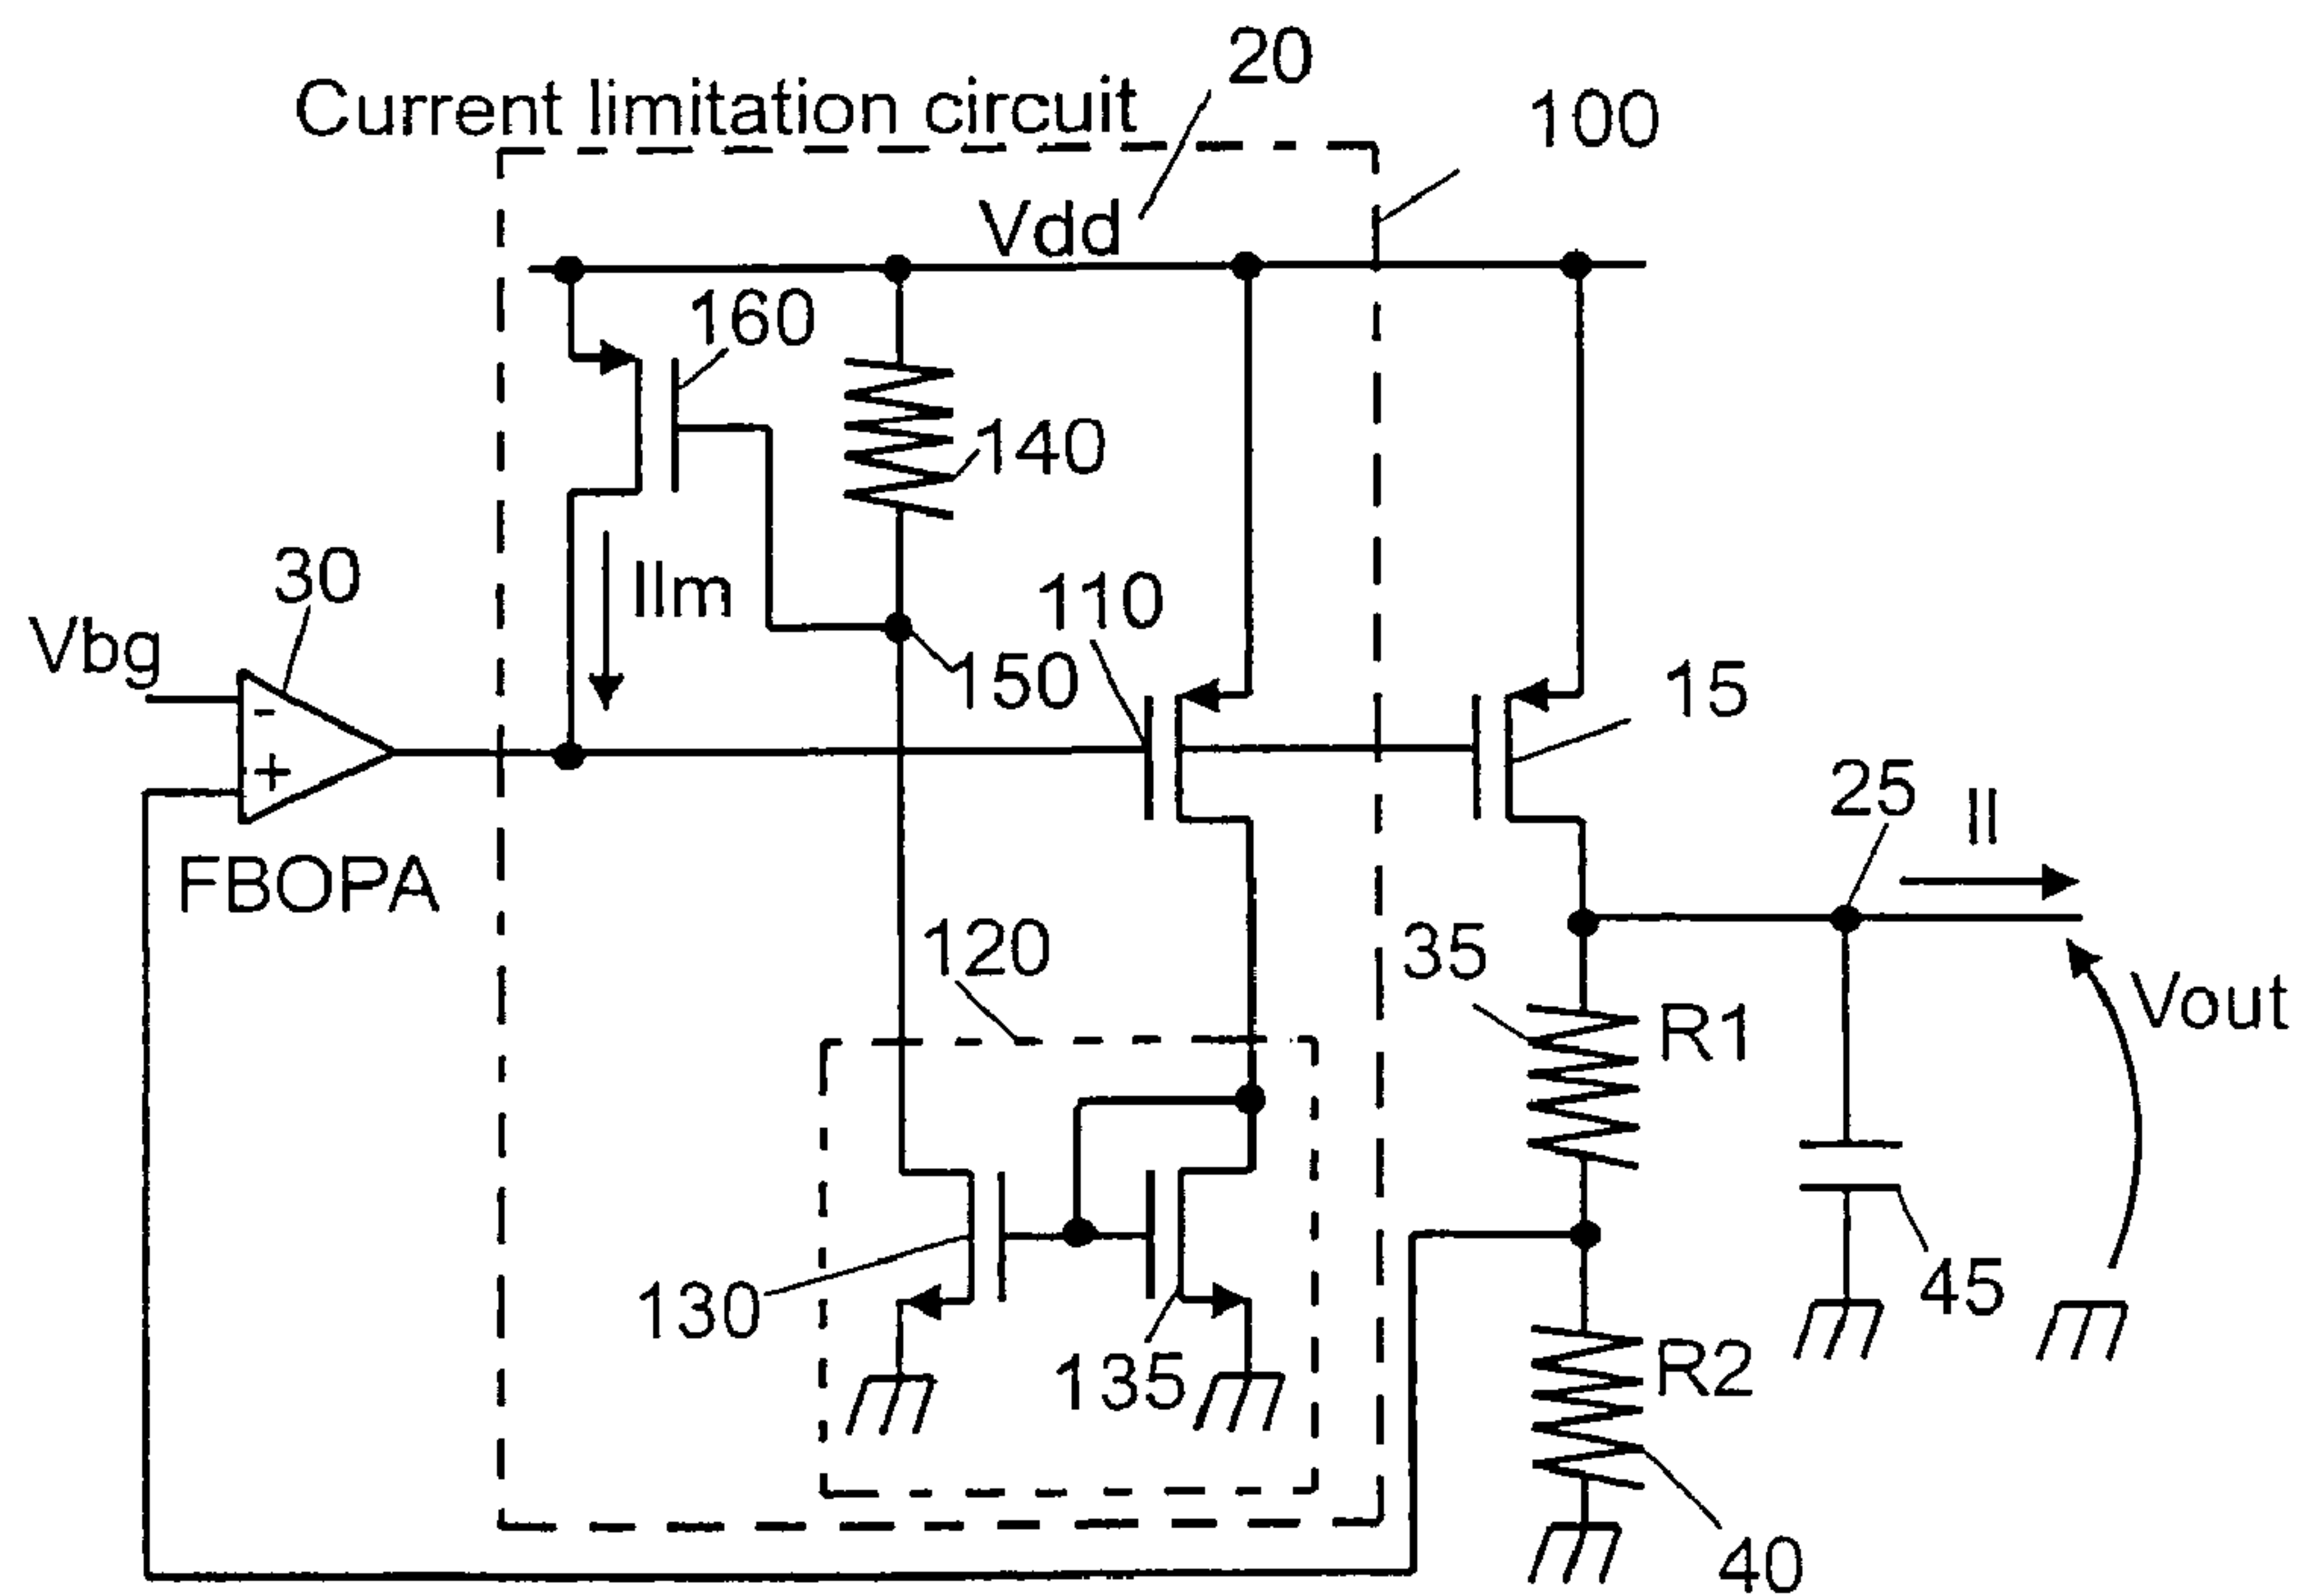 20
Current limitation circuit
100
Vdd
160
140
30
Ilm
110
Vbg
150
15
-
+
25
Il
FBOPA
120
35
Vout
R1
130
45
135
R2
40